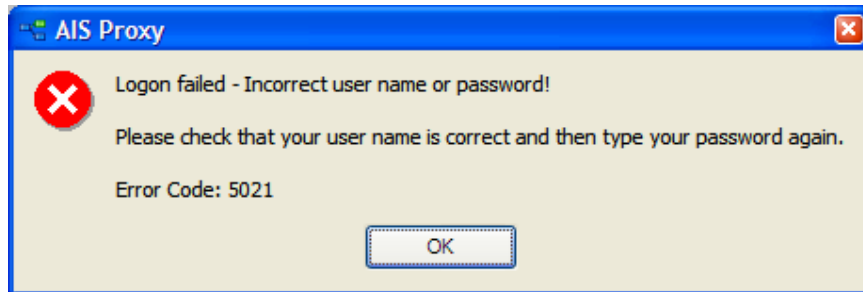 AIS Proxy
Logon failed - Incorrect user name or password!
Please check that your user name is correct and then type your password again.
Error Code: 5021
OK